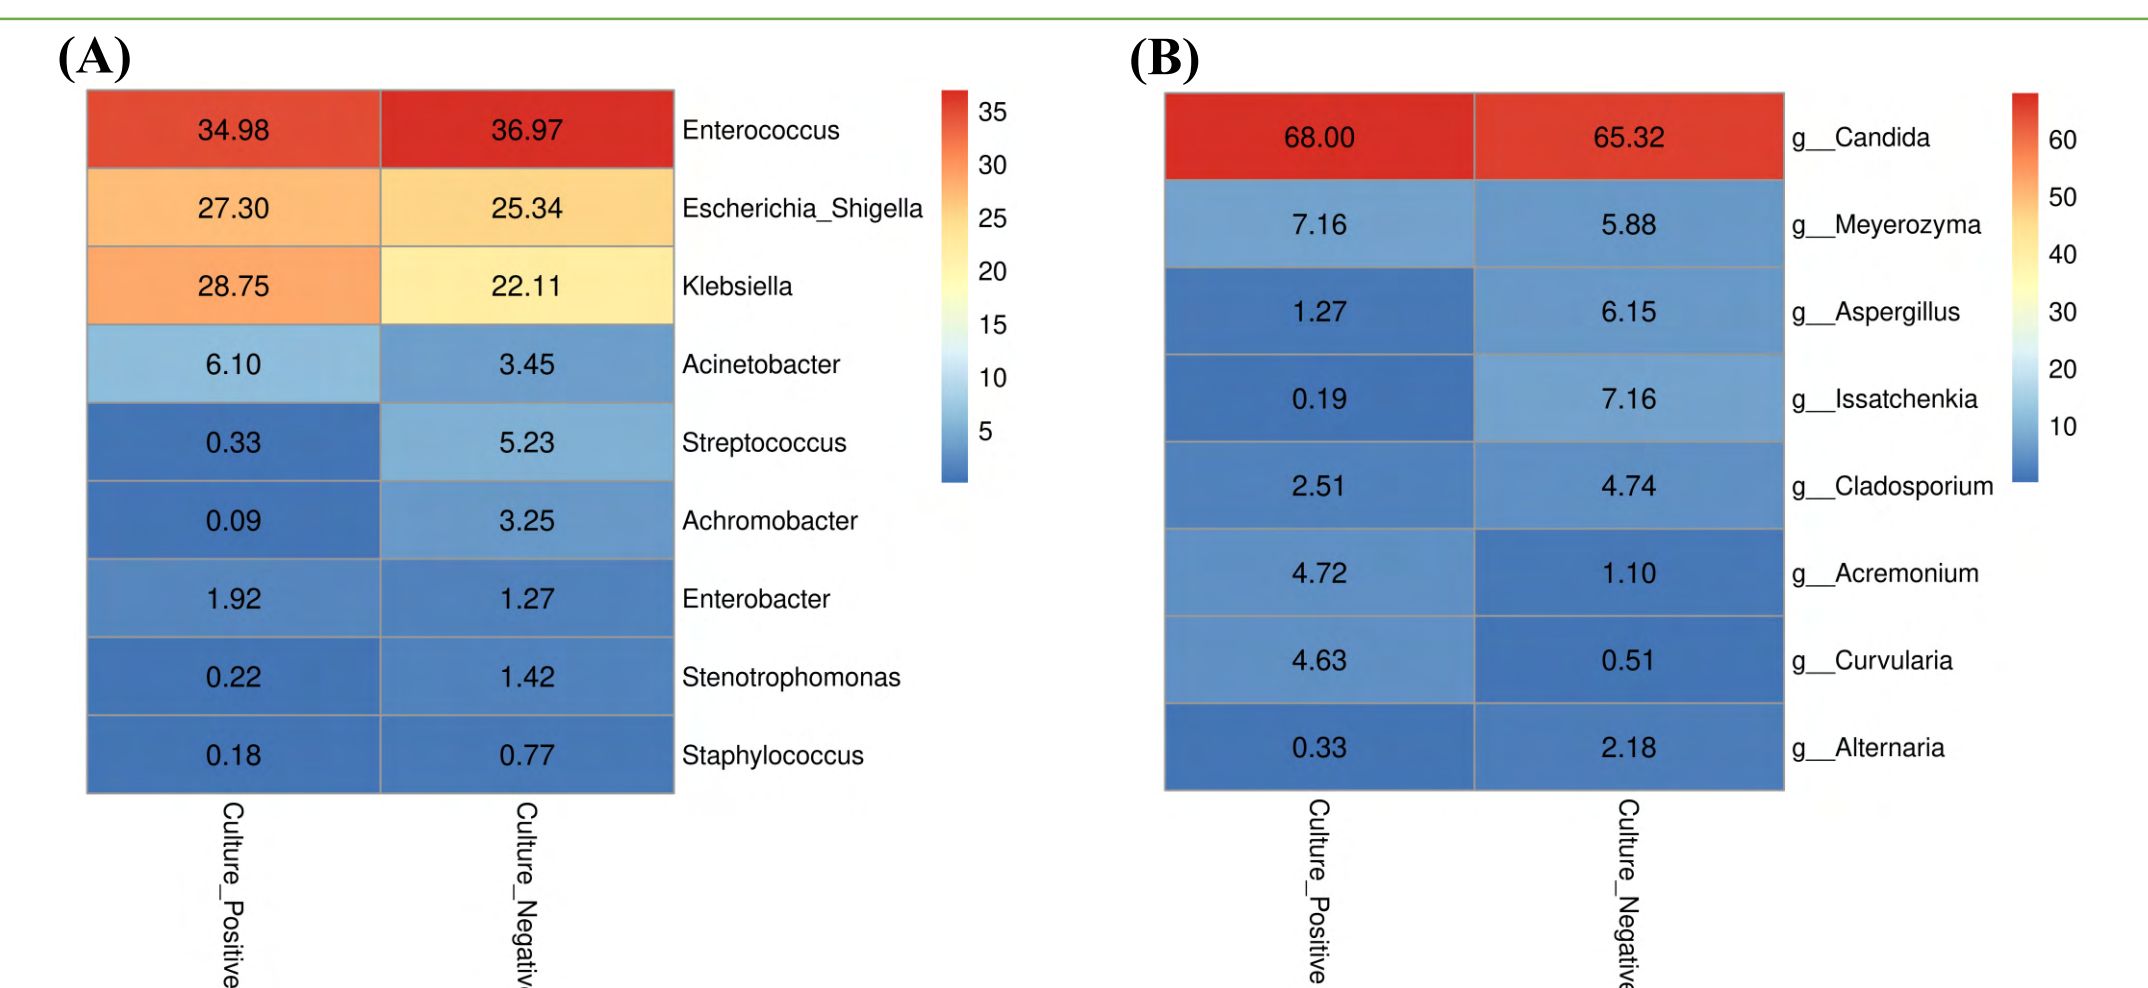 (A)
34.98 36.97 Enterococcus
27.30 25.34 Escherichia_Shigella
28.75 22.11 Klebsiella
6.10 3.45 Acinetobacter
0.33 5.23 Streptococcus
0.09 3.25 Achromobacter
1.92 1.27 Enterobacter
0.22 1.42 Stenotrophomonas
0.18 0.77 Staphylococcus
Culture_Positive
Culture_Negativ
35
30
25
20
15
10
5
(B)
68.00 65.32 g__Candida
7.16 5.88 g__Meyerozyma
1.27 6.15 g__Aspergillus
0.19 7.16 g__Issatchenkia
2.51 4.74 g__Cladosporium
4.72 1.10 g__Acremonium
4.63 0.51 g__Curvularia
0.33 2.18 g__Alternaria
Culture_Positive
Culture_Negative
60
50
40
30
20
10